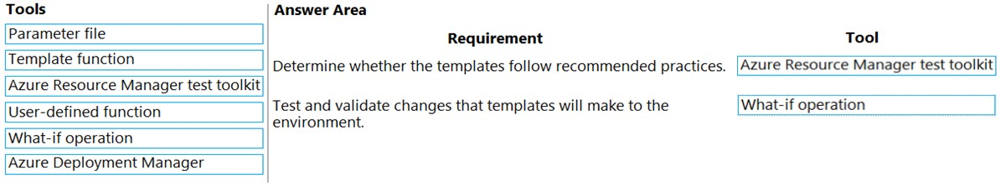 Tools
Parameter file
Template function
Azure Resource Manager test toolkit
User-defined function
What-if operation
Azure Deployment Manager
Answer Area
Requirement
Tool
Determine whether the templates follow recommended practices.
Azure Resource Manager test toolkit
Test and validate changes that templates will make to the
environment.
What-if operation